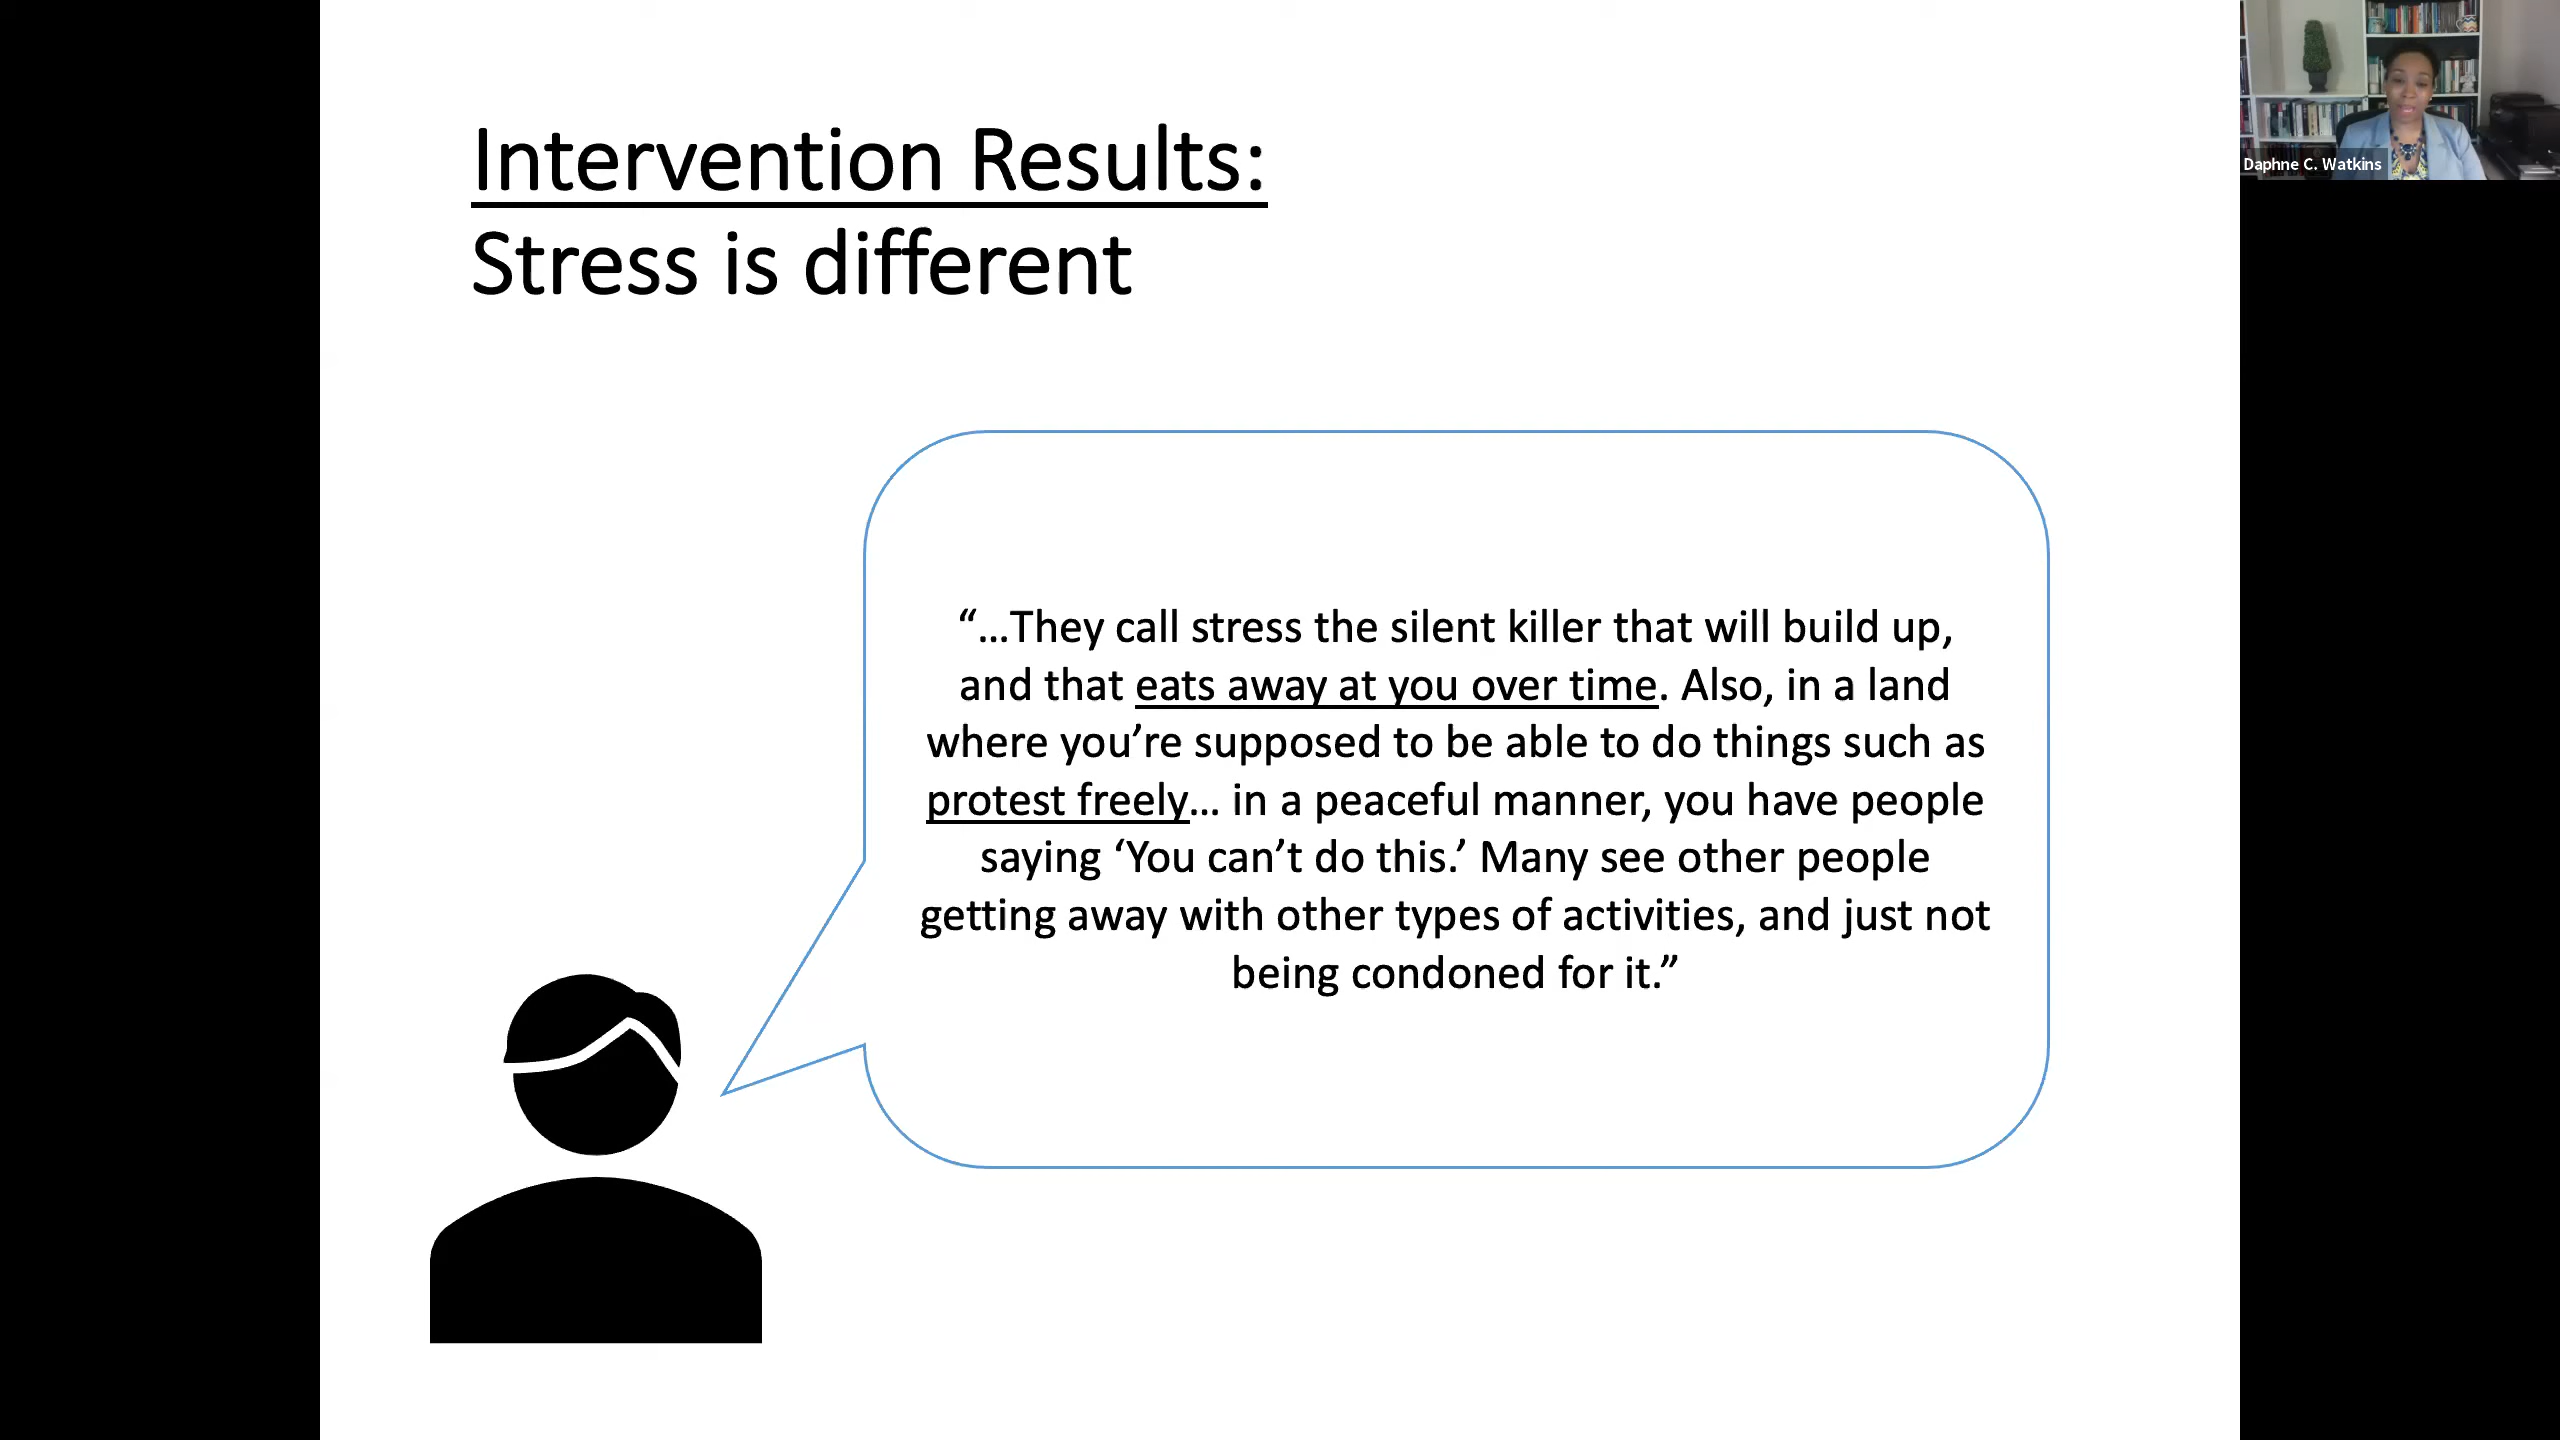 Intervention Results:
Stress is different
“…They call stress the silent killer that will build up,
and that eats away at you over time. Also, in a land
where you’re supposed to be able to do things such as
protest freely… in a peaceful manner, you have people
saying ‘You can’t do this.’ Many see other people
getting away with other types of activities, and just not
being condoned for it.”
Daphne C. Watkins